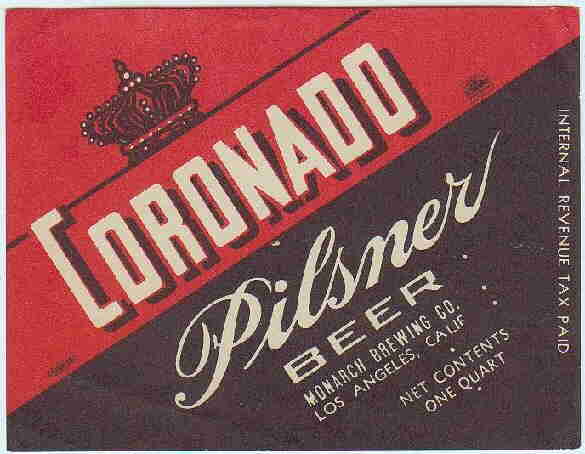 CORONADO
Pilsner
BEER
MONARCH BREWING CO.
LOS ANGELES, CALIF
NET CONTENTS
ONE QUART
INTERNAL REVENUE TAX PAID